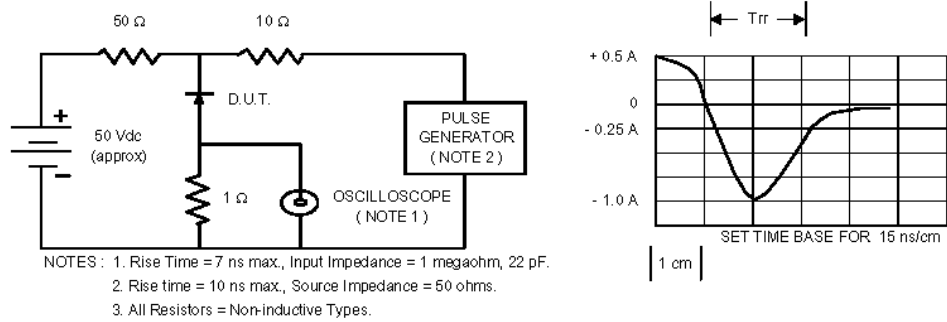 50 Ω
10 Ω
Trr
+ 0.5 A
+
D.U.T.
0
50 Vdc
(approx)
PULSE
GENERATOR
( NOTE 2 )
- 0.25 A
-
1 Ω
OSCILLOSCOPE
( NOTE 1 )
- 1.0 A
SET TIME BASE FOR 15 ns/cm
1 cm
NOTES : 1. Rise Time = 7 ns max., Input Impedance = 1 megaohm, 22 pF.
2. Rise time = 10 ns max., Source Impedance = 50 ohms.
3. All Resistors = Non-inductive Types.